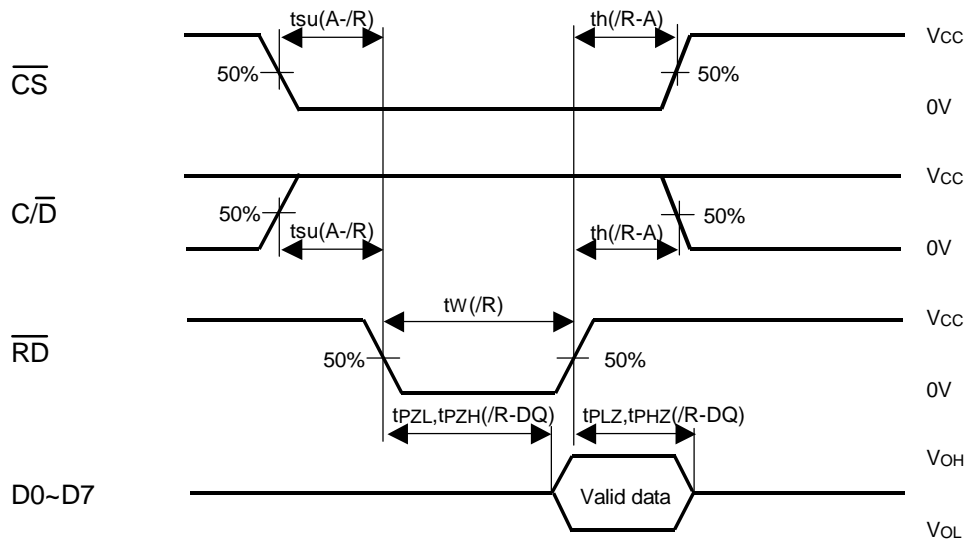 tsu(A-/R) th(/R-A)
VCC
CS 50% 50%
0V
VCC
C/D 50% 50%
tsu(A-/R) th(/R-A)
0V
tW(/R)
VCC
RD 50% 50%
0V
tPZL,tPZH(/R-DQ) tPLZ,tPHZ(/R-DQ)
VOH
D0~D7 Valid data
VOL